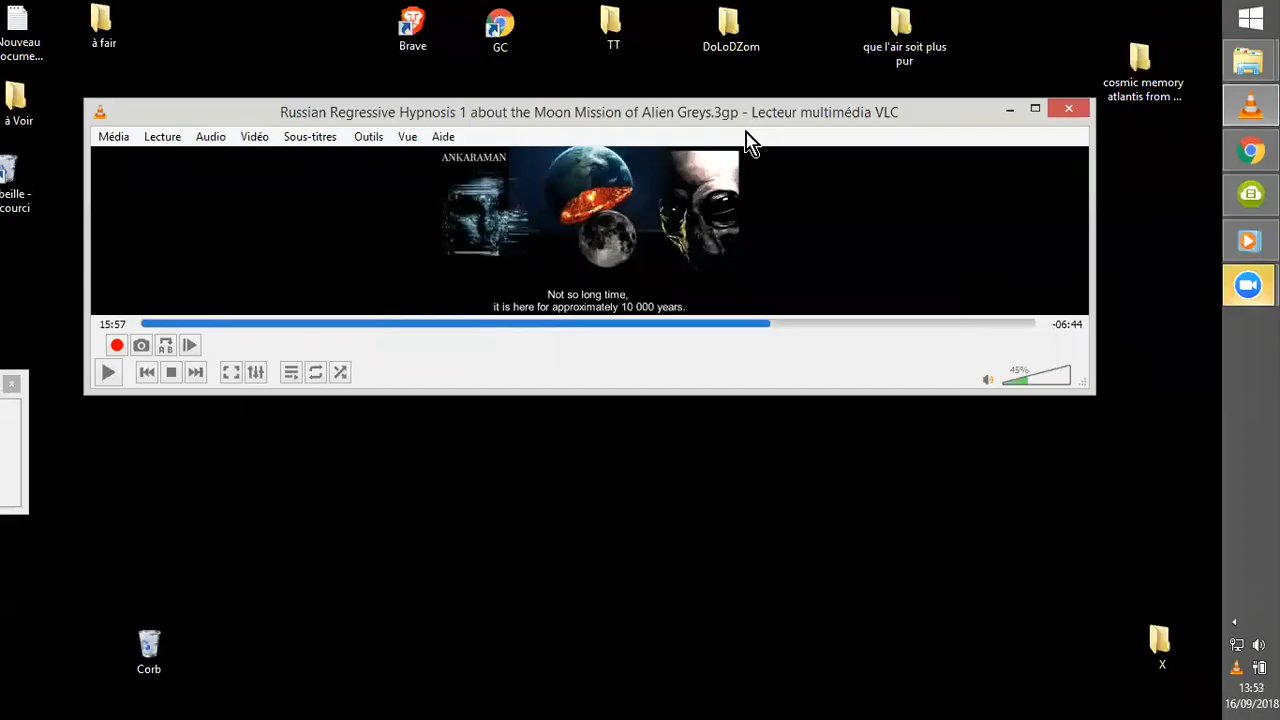 Nouveau
Docume...
à fair
Brave
GC
TT
DoLoDZom
que l'air soit plus
pur
cosmic memory
atlantis from ...
à Voir
beille -
courci
Russian Regressive Hypnosis 1 about the Moon Mission of Alien Greys.3gp - Lecteur multimédia VLC
Média Lecture Audio Vidéo Sous-titres Outils Vue Aide
ANKARAMAN
Not so long time,
it is here for approximately 10 000 years.
15:57
-06:44
A B
45%
Corb
X
13:53
16/09/2018